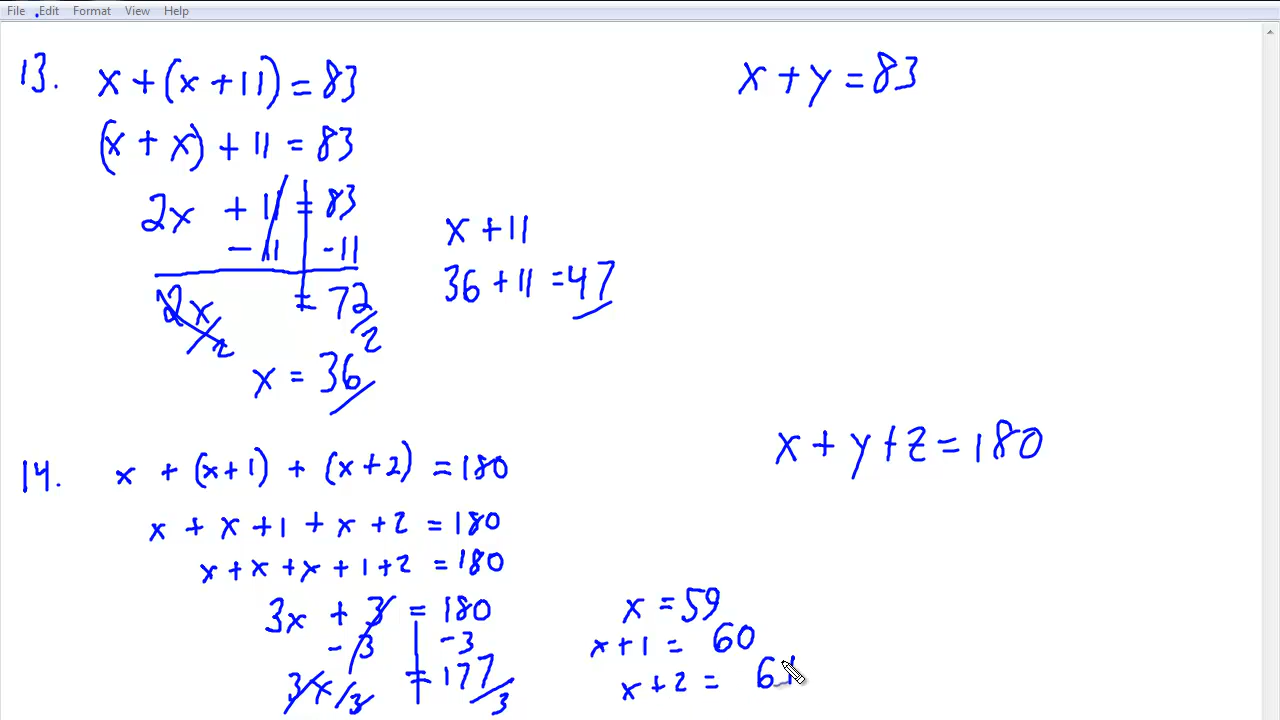 File Edit Format View Help
13. x + (x + 11) = 83
x + y = 83
(x + x) + 11 = 83
2x + 11 = 83
- 11 -11
x + 11
36 + 11 = 47
2x/2 = 72/2
x = 36
x + y + z = 180
14. x + (x+1) + (x+2) = 180
x + x + 1 + x + 2 = 180
x + x + x + 1 + 2 = 180
3x + 3 = 180
- 3 -3
3x/3 = 177/3
x = 59
x + 1 = 60
x + 2 = 61